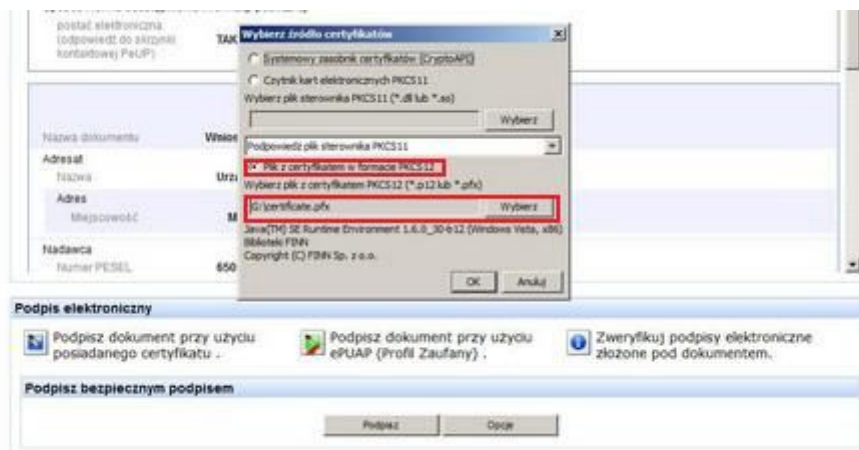 postać elektroniczna
(odpowiedź do skrzynki
kontaktowej PeUP)
TAK
Wybierz źródło certyfikatów
Systemowy zasobnik certyfikatów (CryptoAPI)
Czytnik kart elektronicznych PKCS11
Wybierz plik sterownika PKCS11 (*.dll lub *.so)
Wybierz
Podpowiedz plik sterownika PKCS11
Plik z certyfikatem w formacie PKCS12
Wybierz plik z certyfikatem PKCS12 (*.p12 lub *.pfx)
G:\certificate.pfx
Wybierz
Java(TM) SE Runtime Environment 1.6.0_30-b12 (Windows Vista, x86)
Biblioteki FINN
Copyright (C) FINN Sp. z o.o.
OK Anuluj
Nazwa dokumentu Wnios
Adresat
Nazwa Urz
Adres
Miejscowość M
Nadawca
Numer PESEL 650
Podpis elektroniczny
Podpisz dokument przy użyciu
posiadanego certyfikatu .
Podpisz dokument przy użyciu
ePUAP (Profil Zaufany) .
Zweryfikuj podpisy elektroniczne
złożone pod dokumentem.
Podpisz bezpiecznym podpisem
Podpisz Opcje